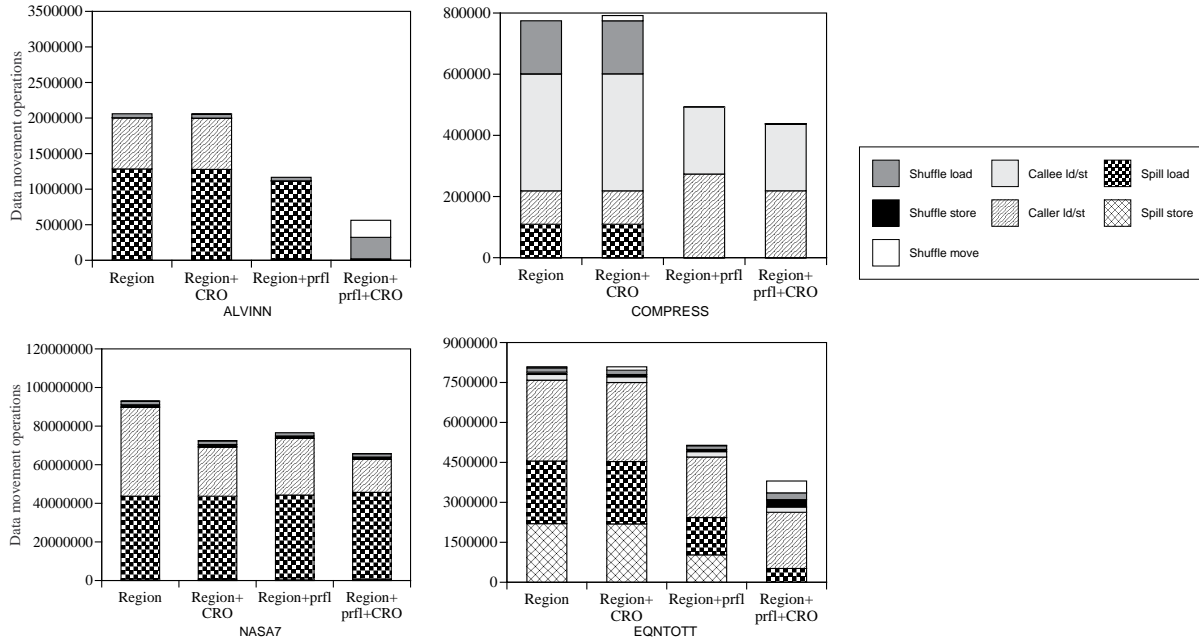 Data movement operations
3500000
3000000
2500000
2000000
1500000
1000000
500000
0
Region
Region+
CRO
Region+prfl
Region+
prfl+CRO
ALVINN
800000
600000
400000
200000
0
Region
Region+
CRO
Region+prfl
Region+
prfl+CRO
COMPRESS
Shuffle load
Callee ld/st
Spill load
Shuffle store
Caller ld/st
Spill store
Shuffle move
Data movement operations
120000000
100000000
80000000
60000000
40000000
20000000
0
Region
Region+
CRO
Region+prfl
Region+
prfl+CRO
NASA7
9000000
7500000
6000000
4500000
3000000
1500000
0
Region
Region+
CRO
Region+prfl
Region+
prfl+CRO
EQNTOTT